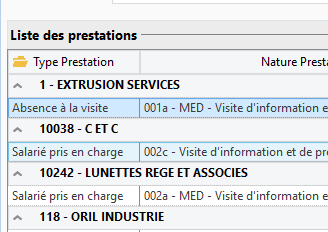 Liste des prestations
Type Prestation Nature Presta
1 - EXTRUSION SERVICES
Absence à la visite 001a - MED - Visite d'information e
10038 - C ET C
Salarié pris en charge 002c - Visite d'information et de pr
10242 - LUNETTES REGE ET ASSOCIES
Salarié pris en charge 002a - MED - Visite d'information e
118 - ORIL INDUSTRIE